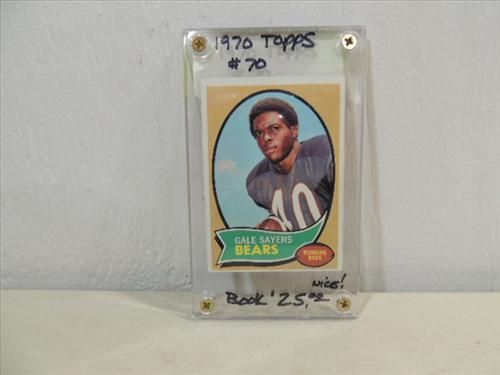 1970 TOPPS
#70
40
GALE SAYERS
BEARS
RUNNING
BACK
NICE!
BOOK '25.00